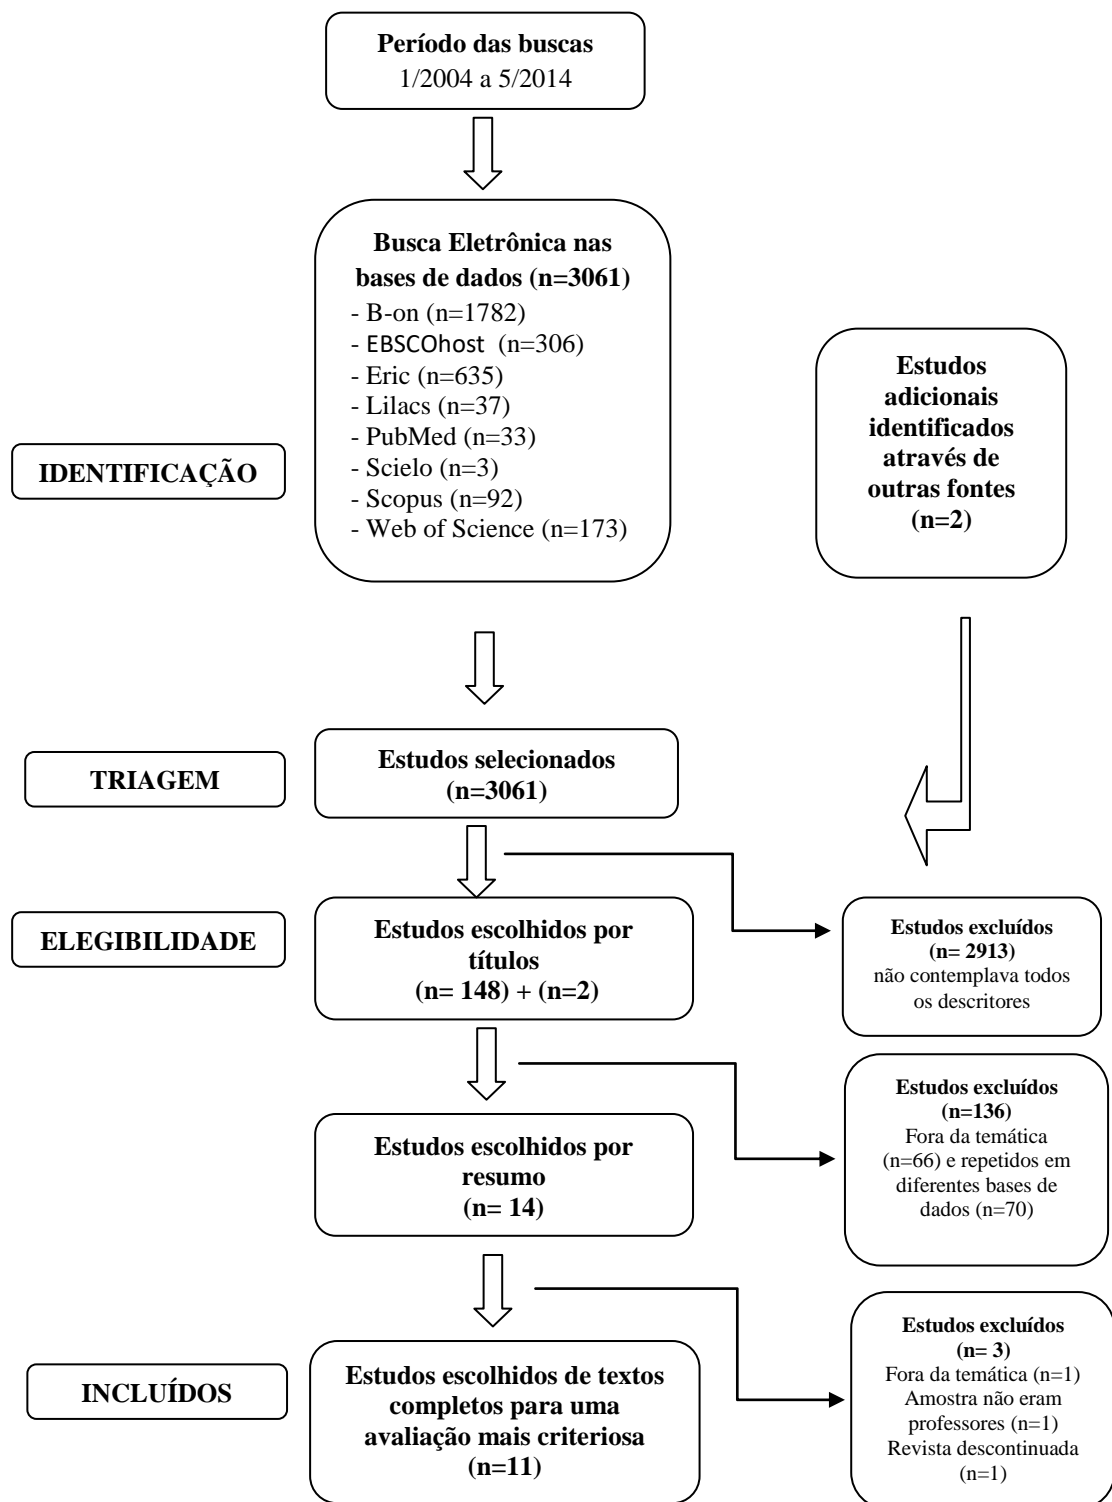 Período das buscas
1/2004 a 5/2014
Busca Eletrônica nas
bases de dados (n=3061)
- B-on (n=1782)
- EBSCOhost (n=306)
- Eric (n=635)
- Lilacs (n=37)
- PubMed (n=33)
- Scielo (n=3)
- Scopus (n=92)
- Web of Science (n=173)
Estudos
adicionais
identificados
através de
outras fontes
(n=2)
IDENTIFICAÇÃO
TRIAGEM
Estudos selecionados
(n=3061)
ELEGIBILIDADE
Estudos escolhidos por
títulos
(n= 148) + (n=2)
Estudos excluídos
(n= 2913)
não contemplava todos
os descritores
Estudos escolhidos por
resumo
(n= 14)
Estudos excluídos
(n=136)
Fora da temática
(n=66) e repetidos em
diferentes bases de
dados (n=70)
INCLUÍDOS
Estudos escolhidos de textos
completos para uma
avaliação mais criteriosa
(n=11)
Estudos excluídos
(n= 3)
Fora da temática (n=1)
Amostra não eram
professores (n=1)
Revista descontinuada
(n=1)